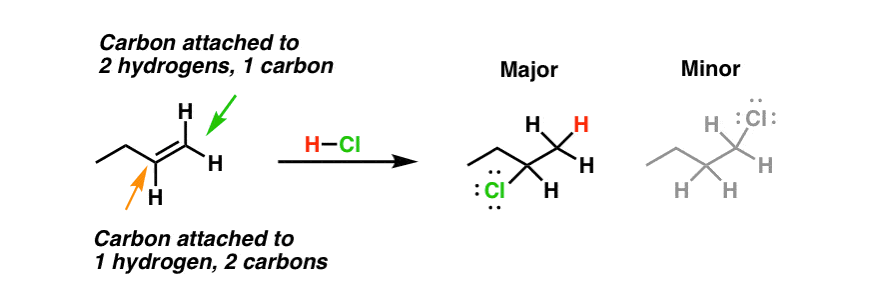 Carbon attached to
2 hydrogens, 1 carbon
H
H
H
Carbon attached to
1 hydrogen, 2 carbons
H–Cl
Major
H
H
H
Cl
H
Minor
Cl
H
H
H
H